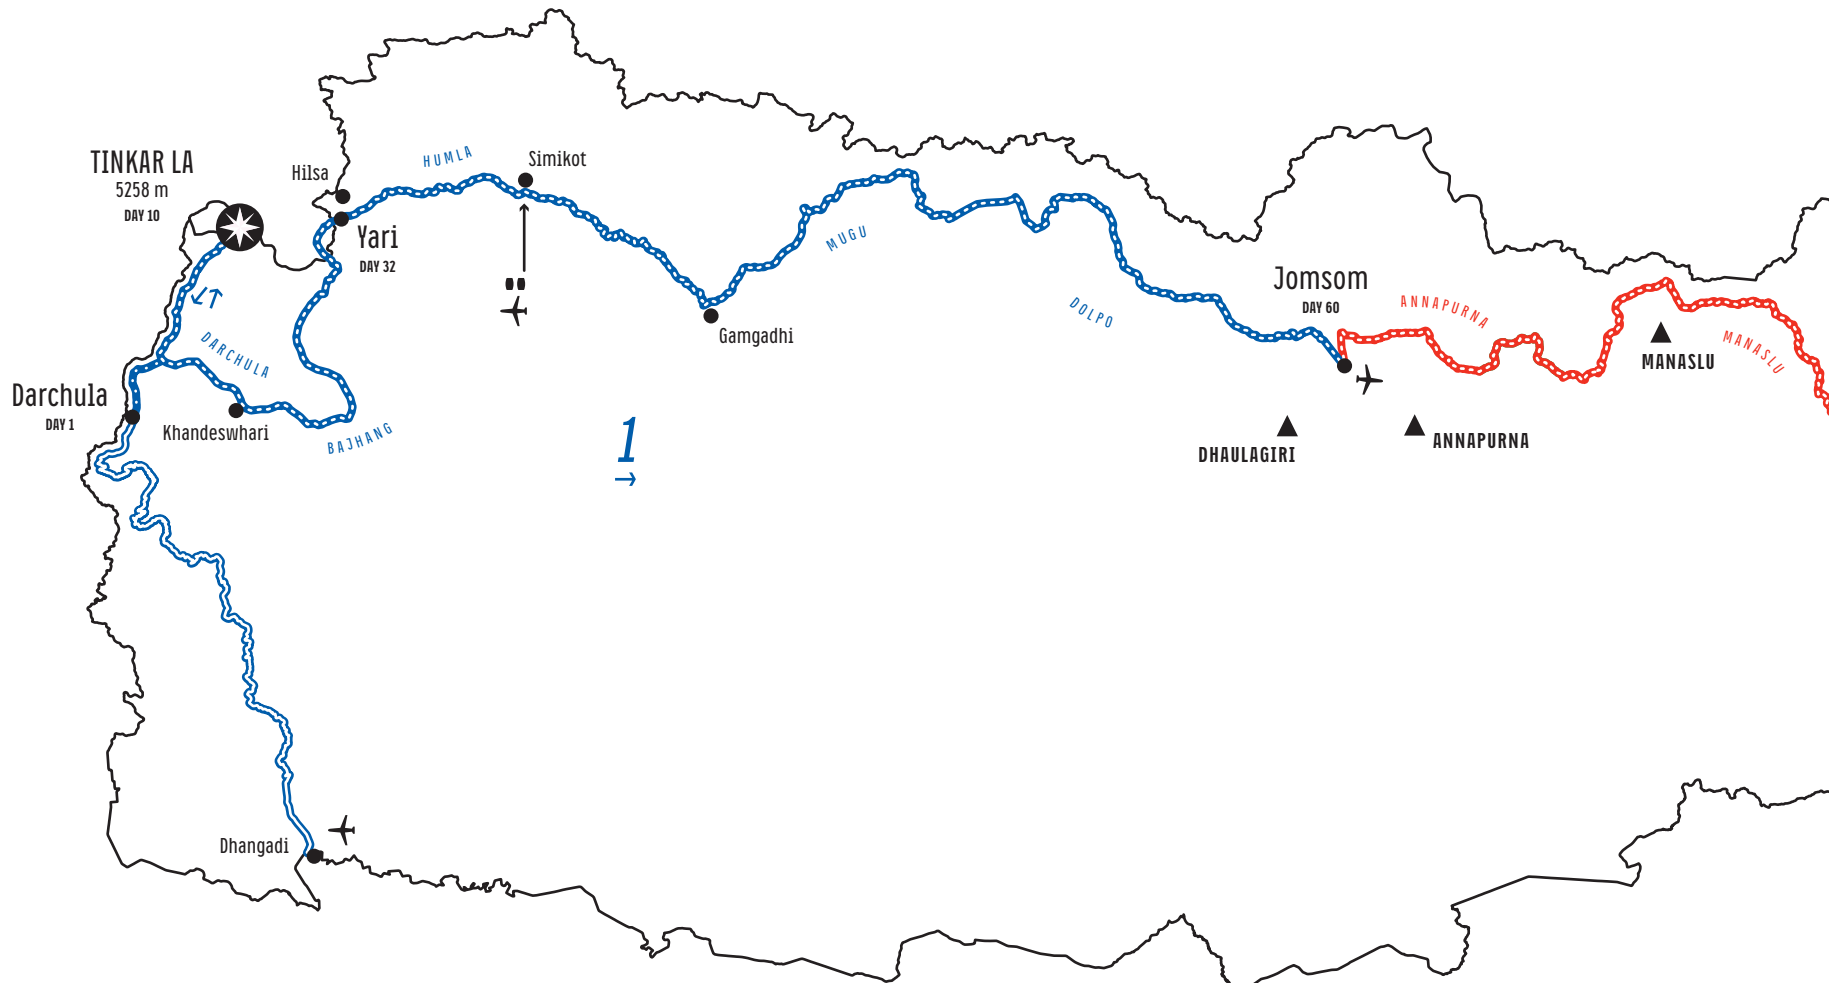 TINKAR LA
5258 m
DAY 10
Hilsa
HUMLA
Simikot
Yari
DAY 32
MUGU
Gamgadhi
DOLPO
Jomsom
DAY 60
ANNAPURNA
MANASLU
MANASLU
DARCHULA
Darchula
DAY 1
Khandeswhari
BAJHANG
1
DHAULAGIRI
ANNAPURNA
Dhangadi